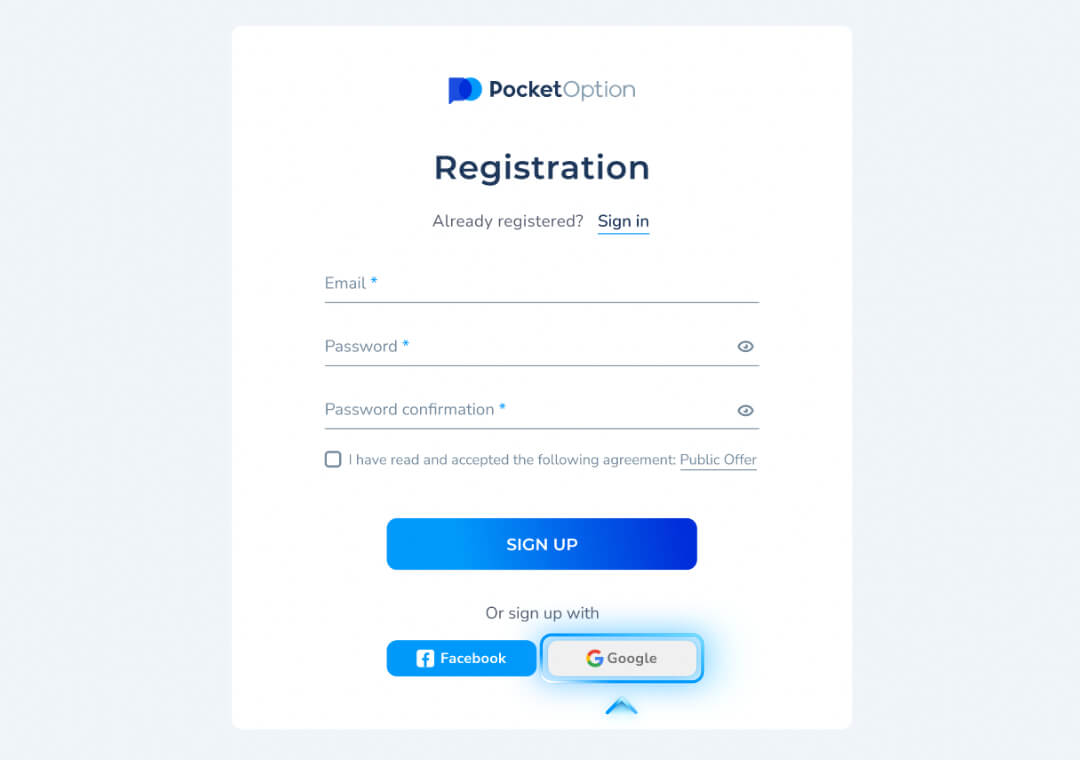 PocketOption
Registration
Already registered? Sign in
Email *
Password *
Password confirmation *
I have read and accepted the following agreement: Public Offer
SIGN UP
Or sign up with
Facebook Google